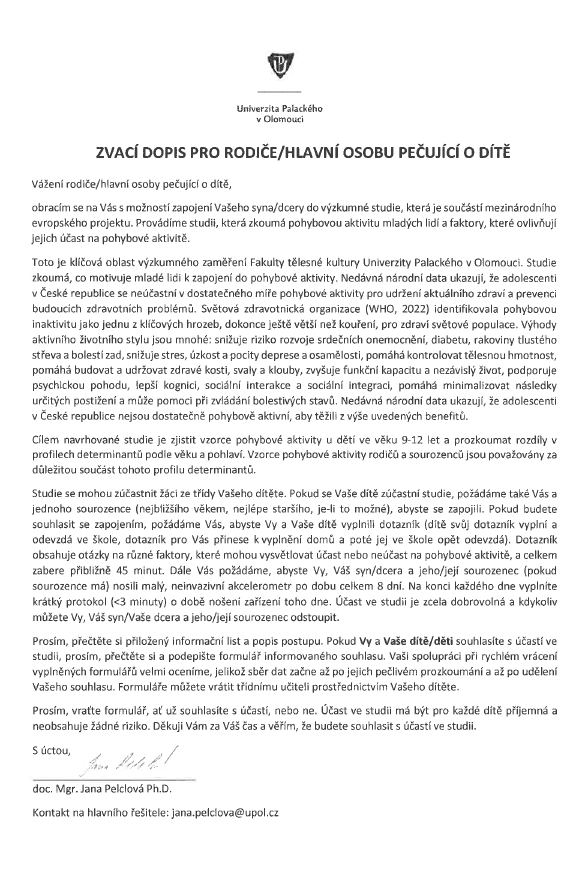 Univerzita Palackého
v Olomouci
ZVACÍ DOPIS PRO RODIČE/HLAVNÍ OSOBU PEČUJÍCÍ O DÍTĚ
Vážení rodiče/hlavní osoby pečující o dítě,
obracím se na Vás s možností zapojení Vašeho syna/dcery do výzkumné studie, která je součástí mezinárodního
evropského projektu. Provádíme studii, která zkoumá pohybovou aktivitu mladých lidí a faktory, které ovlivňují
jejich účast na pohybové aktivitě.
Toto je klíčová oblast výzkumného zaměření Fakulty tělesné kultury Univerzity Palackého v Olomouci. Studie
zkoumá, co motivuje mladé lidi k zapojení do pohybové aktivity. Nedávná národní data ukazují, že adolescenti
v České republice se neúčastní v dostatečného míře pohybové aktivity pro udržení aktuálního zdraví a prevenci
budoucích zdravotních problémů. Světová zdravotnická organizace (WHO, 2022) identifikovala pohybovou
inaktivitu jako jednu z klíčových hrozeb, dokonce ještě větší než kouření, pro zdraví světové populace. Výhody
aktivního životního stylu jsou mnohé: snižuje riziko rozvoje srdečních onemocnění, diabetu, rakoviny tlustého
střeva a bolestí zad, snižuje stres, úzkost a pocity deprese a osamělosti, pomáhá kontrolovat tělesnou hmotnost,
pomáhá budovat a udržovat zdravé kosti, svaly a klouby, zvyšuje funkční kapacitu a nezávislý život, podporuje
psychickou pohodu, lepší kognici, sociální interakce a sociální integraci, pomáhá minimalizovat následky
určitých postižení a může pomoci při zvládání bolestivých stavů. Nedávná národní data ukazují, že adolescenti
v České republice nejsou dostatečně pohybově aktivní, aby těžili z výše uvedených benefitů.
Cílem navrhované studie je zjistit vzorce pohybové aktivity u dětí ve věku 9-12 let a prozkoumat rozdíly v
profilech determinantů podle věku a pohlaví. Vzorce pohybové aktivity rodičů a sourozenců jsou považovány za
důležitou součást tohoto profilu determinantů.
Studie se mohou zúčastnit žáci ze třídy Vašeho dítěte. Pokud se Vaše dítě zúčastní studie, požádáme také Vás a
jednoho sourozence (nejbližšího věkem, nejlépe staršího, je-li to možné), abyste se zapojili. Pokud budete
souhlasit se zapojením, požádáme Vás, abyste Vy a Vaše dítě vyplnili dotazník (dítě svůj dotazník vyplní a
odevzdá ve škole, dotazník pro Vás přinese k vyplnění domů a poté jej ve škole opět odevzdá). Dotazník
obsahuje otázky na různé faktory, které mohou vysvětlovat účast nebo neúčast na pohybové aktivitě, a celkem
zabere přibližně 45 minut. Dále Vás požádáme, abyste Vy, Váš syn/dcera a jeho/její sourozenec (pokud
sourozence má) nosili malý, neinvazivní akcelerometr po dobu celkem 8 dní. Na konci každého dne vyplníte
krátký protokol (<3 minuty) o době nošení zařízení toho dne. Účast ve studii je zcela dobrovolná a kdykoliv
můžete Vy, Váš syn/Vaše dcera a jeho/její sourozenec odstoupit.
Prosím, přečtěte si přiložený informační list a popis postupu. Pokud Vy a Vaše dítě/děti souhlasíte s účastí ve
studii, prosím, přečtěte si a podepište formulář informovaného souhlasu. Vaši spolupráci při rychlém vrácení
vyplněných formulářů velmi oceníme, jelikož sběr dat začne až po jejich pečlivém prozkoumání a až po udělení
Vašeho souhlasu. Formuláře můžete vrátit třídnímu učiteli prostřednictvím Vašeho dítěte.
Prosím, vraťte formulář, ať už souhlasíte s účastí, nebo ne. Účast ve studii má být pro každé dítě příjemná a
neobsahuje žádné riziko. Děkuji Vám za Váš čas a věřím, že budete souhlasit s účastí ve studii.
S úctou,
doc. Mgr. Jana Pelclová Ph.D.
Kontakt na hlavního řešitele: jana.pelclova@upol.cz